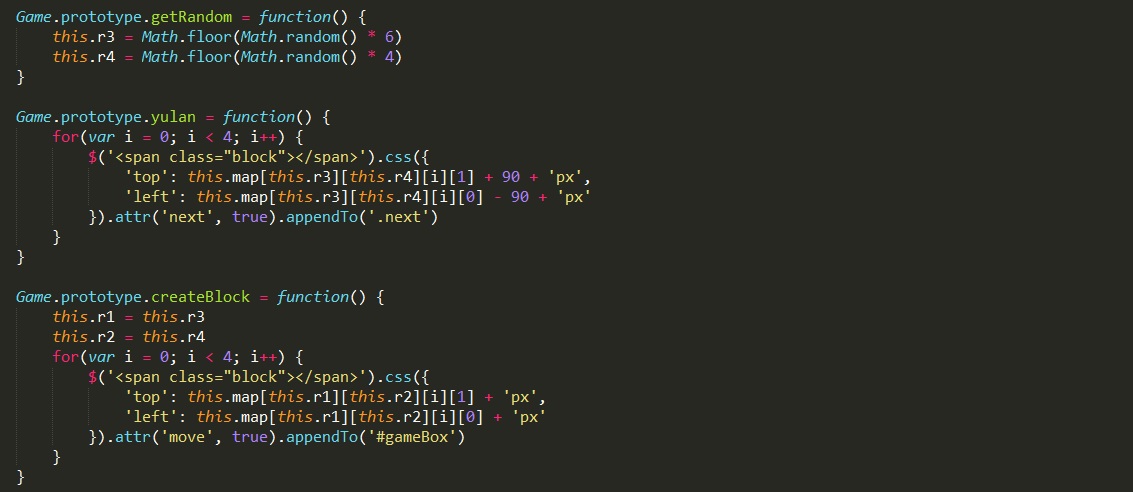 Game.prototype.getRandom = function() {
    this.r3 = Math.floor(Math.random() * 6)
    this.r4 = Math.floor(Math.random() * 4)
}

Game.prototype.yulan = function() {
    for(var i = 0; i < 4; i++) {
        $('<span class="block"></span>').css({
            'top': this.map[this.r3][this.r4][i][1] + 90 + 'px',
            'left': this.map[this.r3][this.r4][i][0] - 90 + 'px'
        }).attr('next', true).appendTo('.next')
    }
}

Game.prototype.createBlock = function() {
    this.r1 = this.r3
    this.r2 = this.r4
    for(var i = 0; i < 4; i++) {
        $('<span class="block"></span>').css({
            'top': this.map[this.r1][this.r2][i][1] + 'px',
            'left': this.map[this.r1][this.r2][i][0] + 'px'
        }).attr('move', true).appendTo('#gameBox')
    }
}